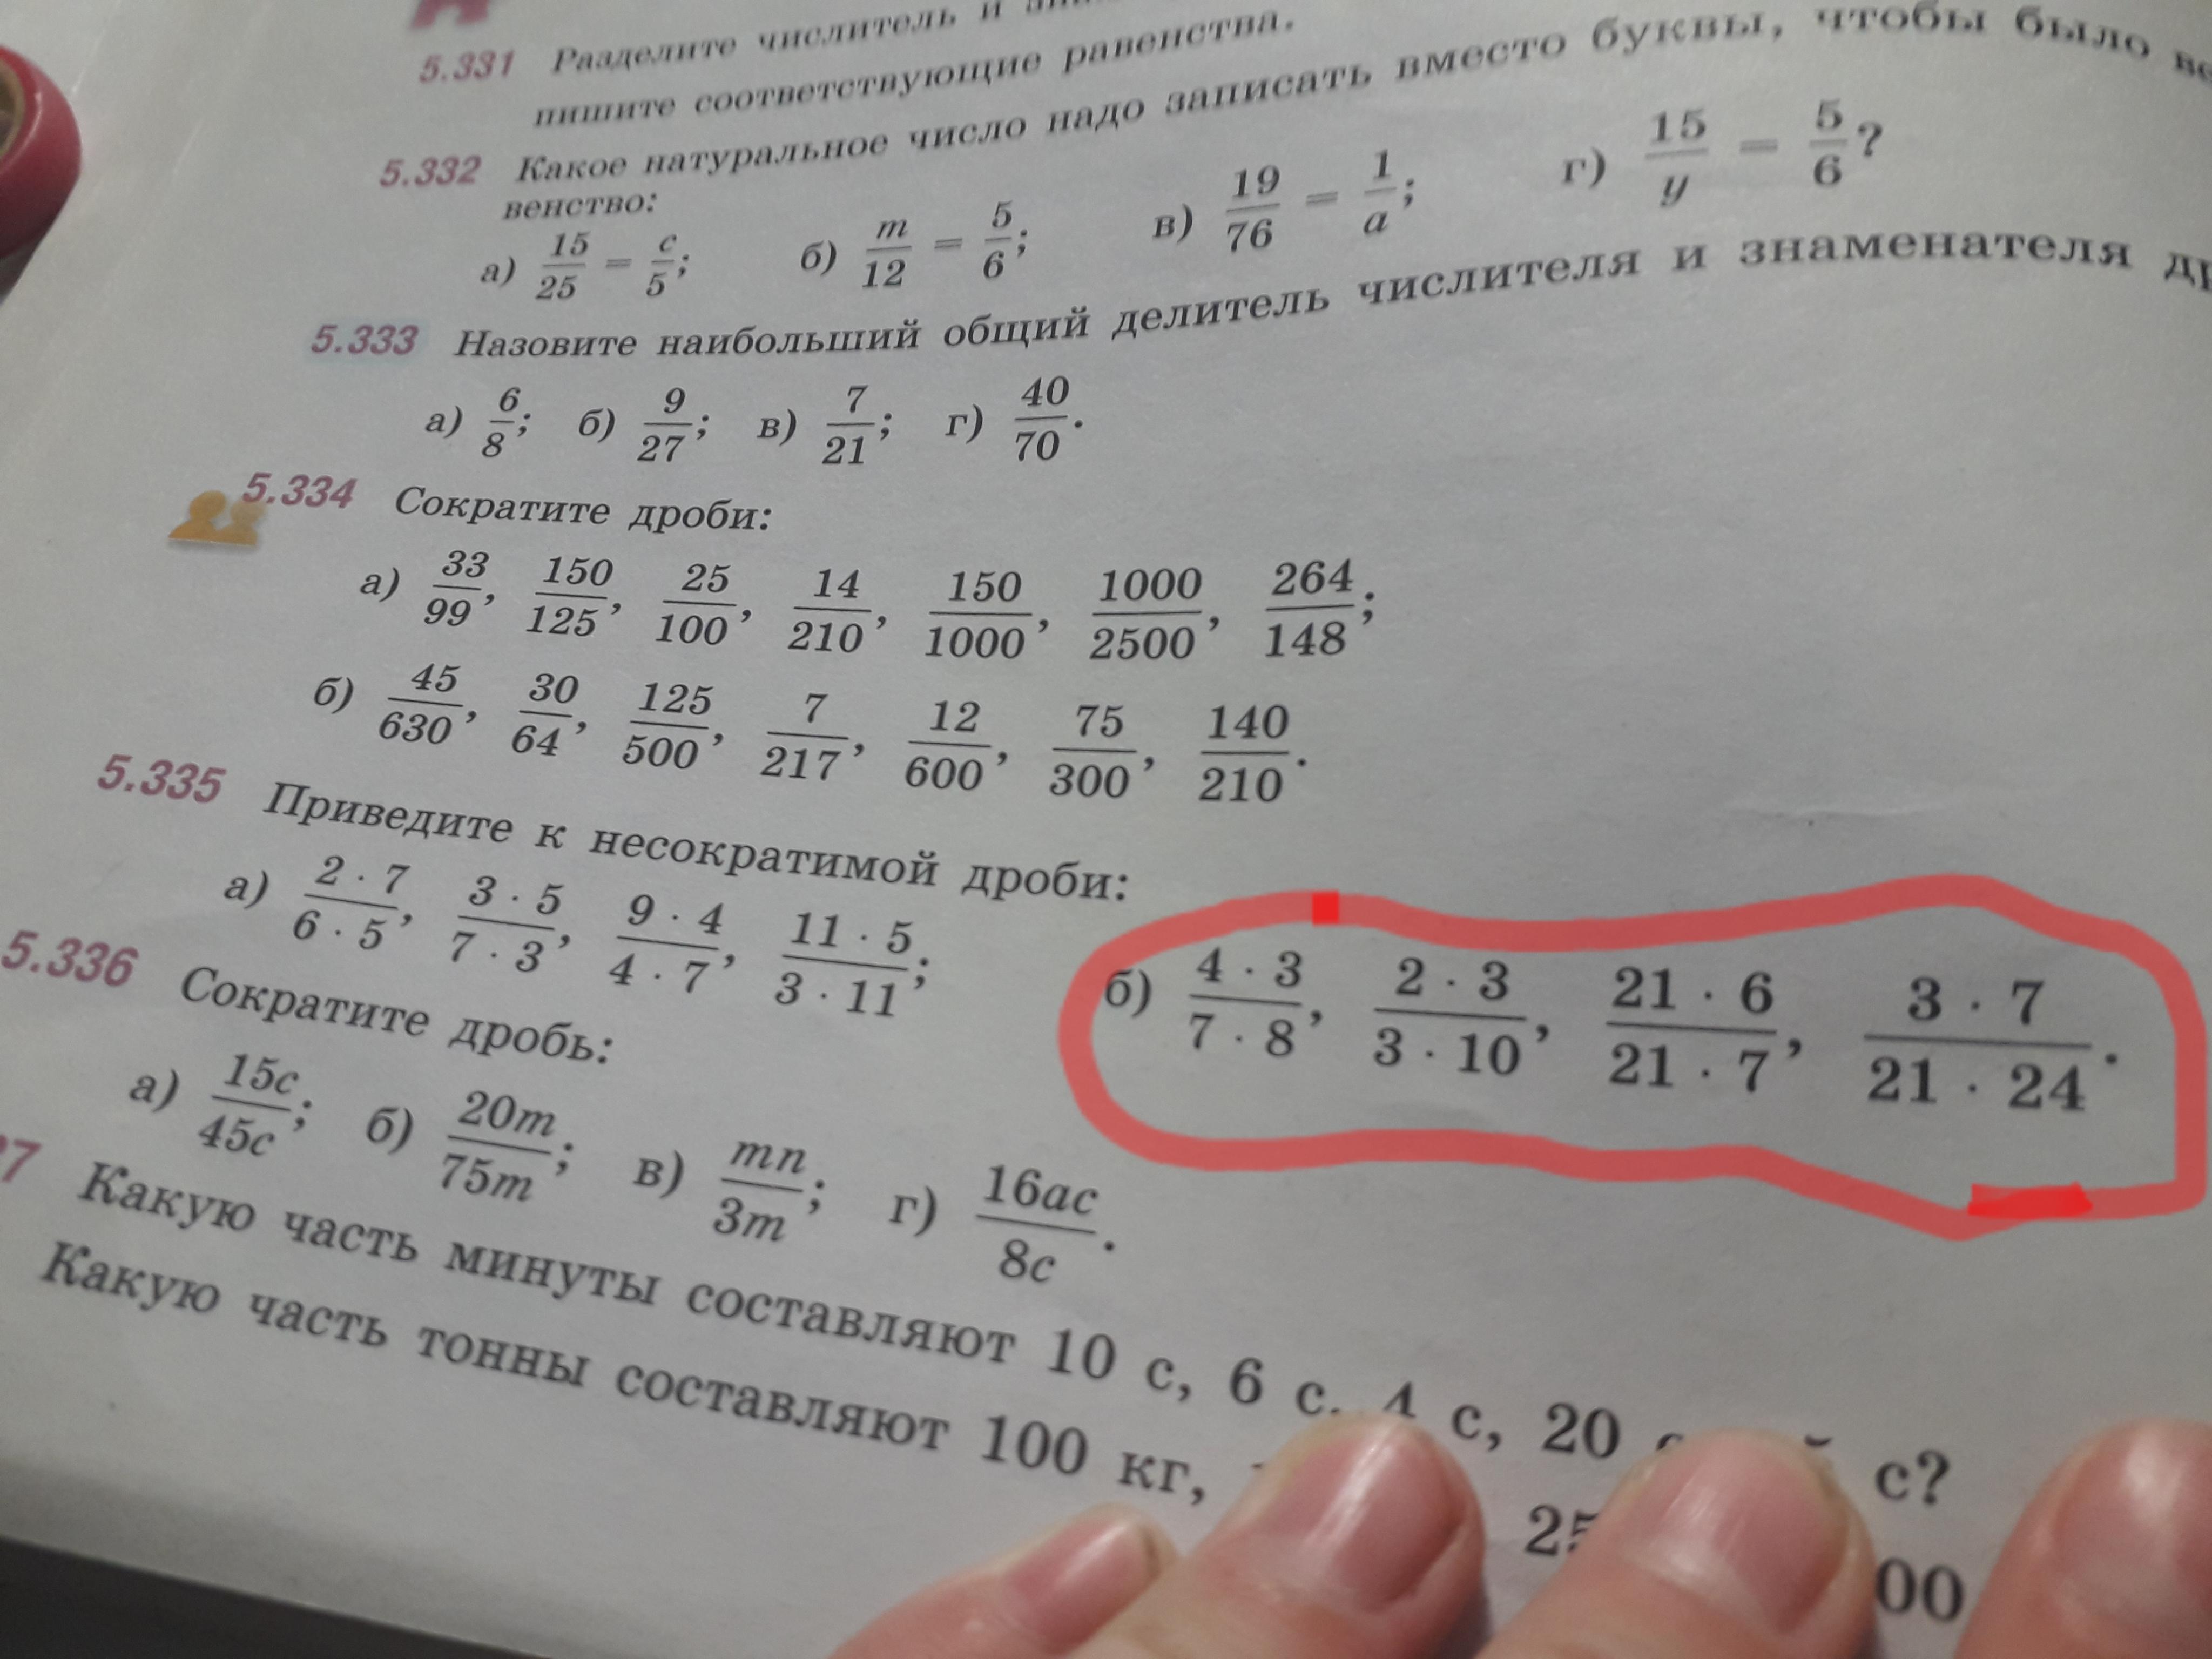 5.331 Разделите числитель и
пишите соответствующие равенства.
5.332 Какое натуральное число надо записать вместо буквы, чтобы было
венство:
а) 15/25 = c/5; б) m/12 = 5/6; в) 19/76 = 1/a; г) 15/y = 5/6?
5.333 Назовите наибольший общий делитель числителя и знаменателя
а) 6/8; б) 9/27; в) 7/21; г) 40/70.
5.334 Сократите дроби:
а) 33/99, 150/125, 25/100, 14/210, 150/1000, 1000/2500, 264/148;
б) 45/630, 30/64, 125/500, 7/217, 12/600, 75/300, 140/210.
5.335 Приведите к несократимой дроби:
а) 2 · 7/6 · 5, 3 · 5/7 · 3, 9 · 4/4 · 7, 11 · 5/3 · 11; б) 4 · 3/7 · 8, 2 · 3/3 · 10, 21 · 6/21 · 7, 3 · 7/21 · 24.
5.336 Сократите дробь:
а) 15c/45c; б) 20m/75m; в) mn/3m; г) 16ac/8c.
7 Какую часть минуты составляют 10 с, 6 с, 4 с, 20 с?
Какую часть тонны составляют 100 кг,